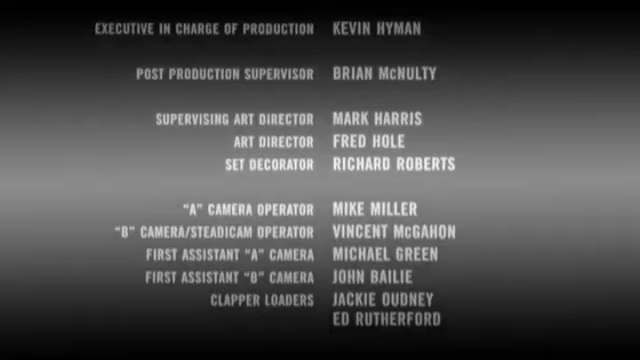 EXECUTIVE IN CHARGE OF PRODUCTION KEVIN HYMAN
POST PRODUCTION SUPERVISOR BRIAN McNULTY
SUPERVISING ART DIRECTOR MARK HARRIS
ART DIRECTOR FRED HOLE
SET DECORATOR RICHARD ROBERTS
"A" CAMERA OPERATOR MIKE MILLER
"B" CAMERA/STEADICAM OPERATOR VINCENT McGAHON
FIRST ASSISTANT "A" CAMERA MICHAEL GREEN
FIRST ASSISTANT "B" CAMERA JOHN BAILIE
CLAPPER LOADERS JACKIE OUDNEY
ED RUTHERFORD